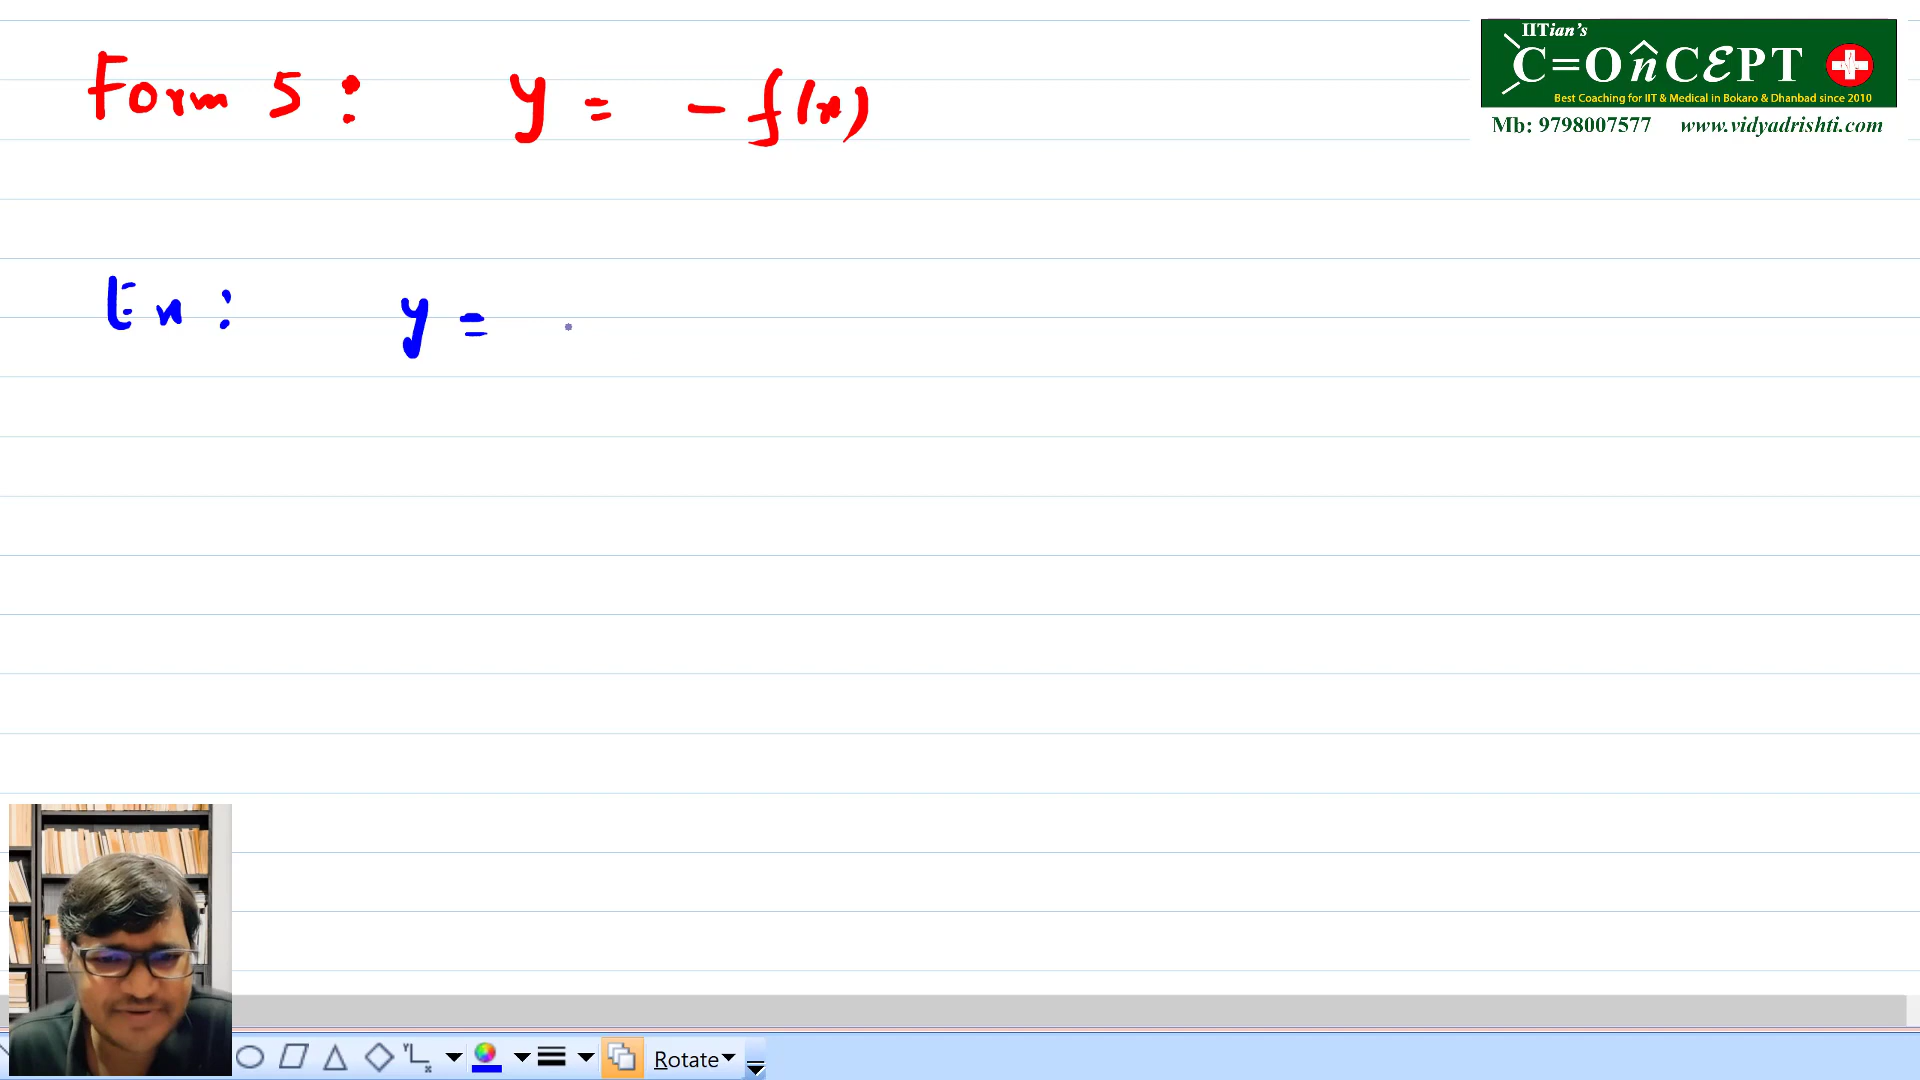 Form 5 : y = - f(x)
IITian's
C=OnCEPT
Best Coaching for IIT & Medical in Bokaro & Dhanbad since 2010
Mb: 9798007577 www.vidyadrishti.com
Ex : y =
Rotate